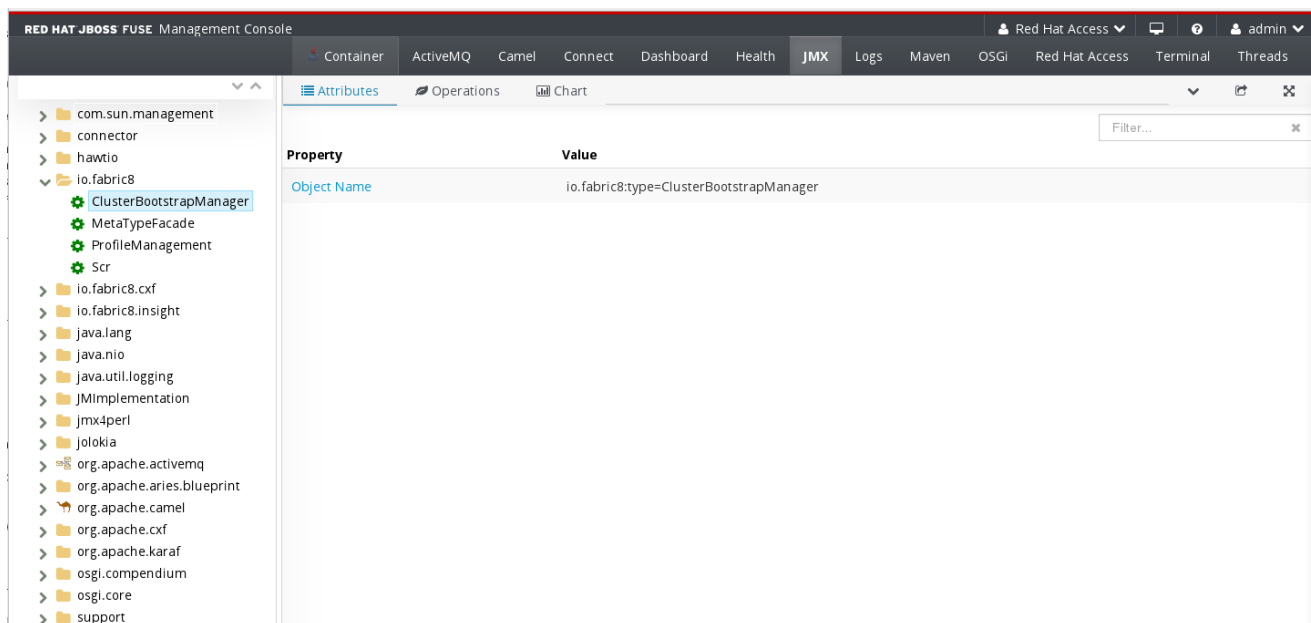 RED HAT JBOSS FUSE Management Console Red Hat Access admin
Container ActiveMQ Camel Connect Dashboard Health JMX Logs Maven OSGi Red Hat Access Terminal Threads
Attributes Operations Chart
Filter...
Property Value
Object Name io.fabric8:type=ClusterBootstrapManager
com.sun.management
connector
hawtio
io.fabric8
ClusterBootstrapManager
MetaTypeFacade
ProfileManagement
Scr
io.fabric8.cxf
io.fabric8.insight
java.lang
java.nio
java.util.logging
JMImplementation
jmx4perl
jolokia
org.apache.activemq
org.apache.aries.blueprint
org.apache.camel
org.apache.cxf
org.apache.karaf
osgi.compendium
osgi.core
support